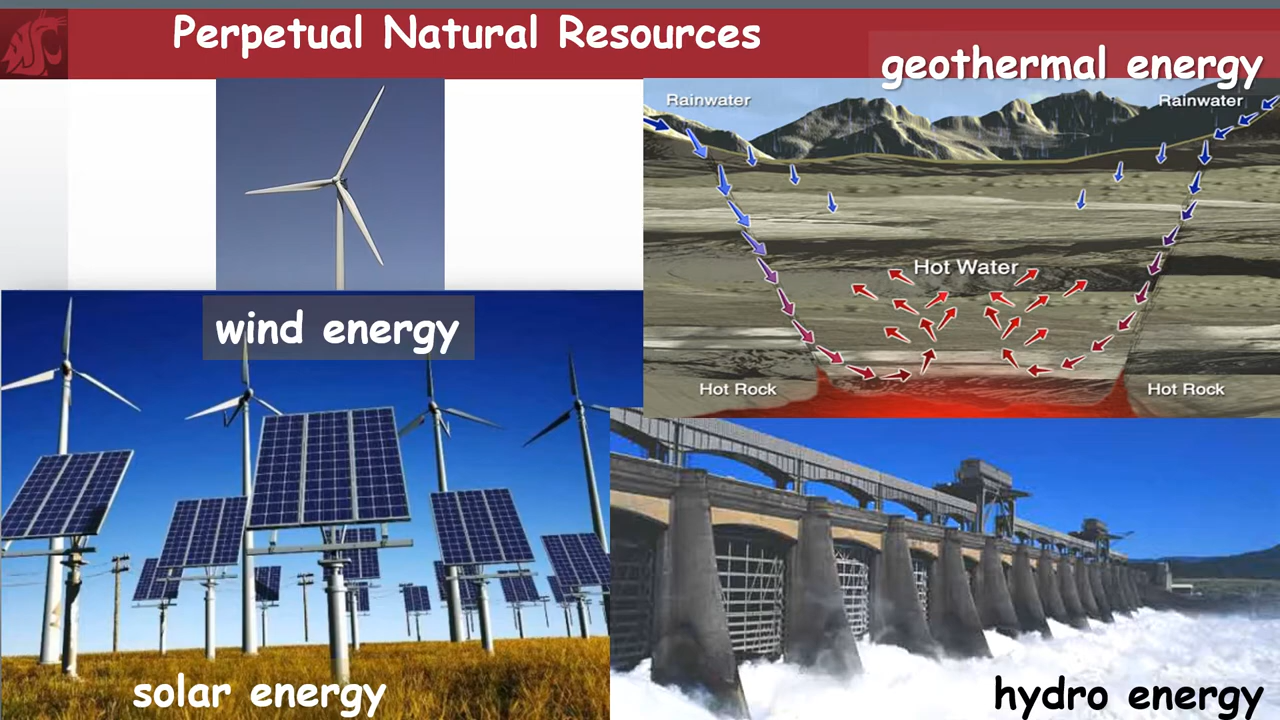 Perpetual Natural Resources
geothermal energy
Rainwater
Rainwater
Hot Water
Hot Rock
Hot Rock
wind energy
solar energy
hydro energy